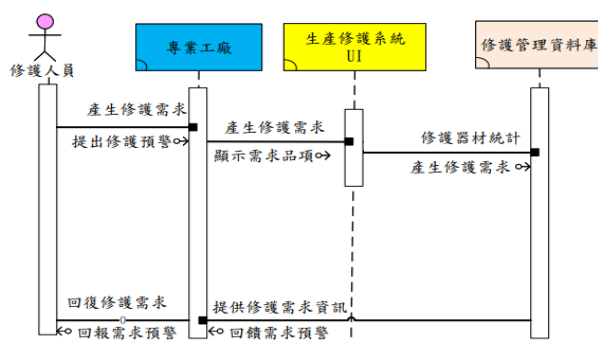 修護人員
專業工廠
生產修護系統
UI
修護管理資料庫
產生修護需求
提出修護預警
產生修護需求
顯示需求品項
修護器材統計
產生修護需求
回復修護需求
回報需求預警
提供修護需求資訊
回饋需求預警